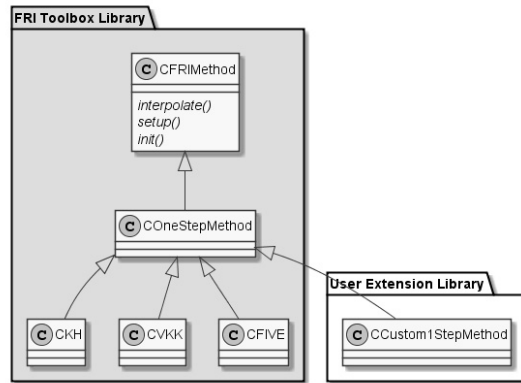 FRI Toolbox Library
C CFRIMethod
interpolate()
setup()
init()
C COneStepMethod
User Extension Library
C CKH
C CVKK
C CFIVE
C CCustom1StepMethod